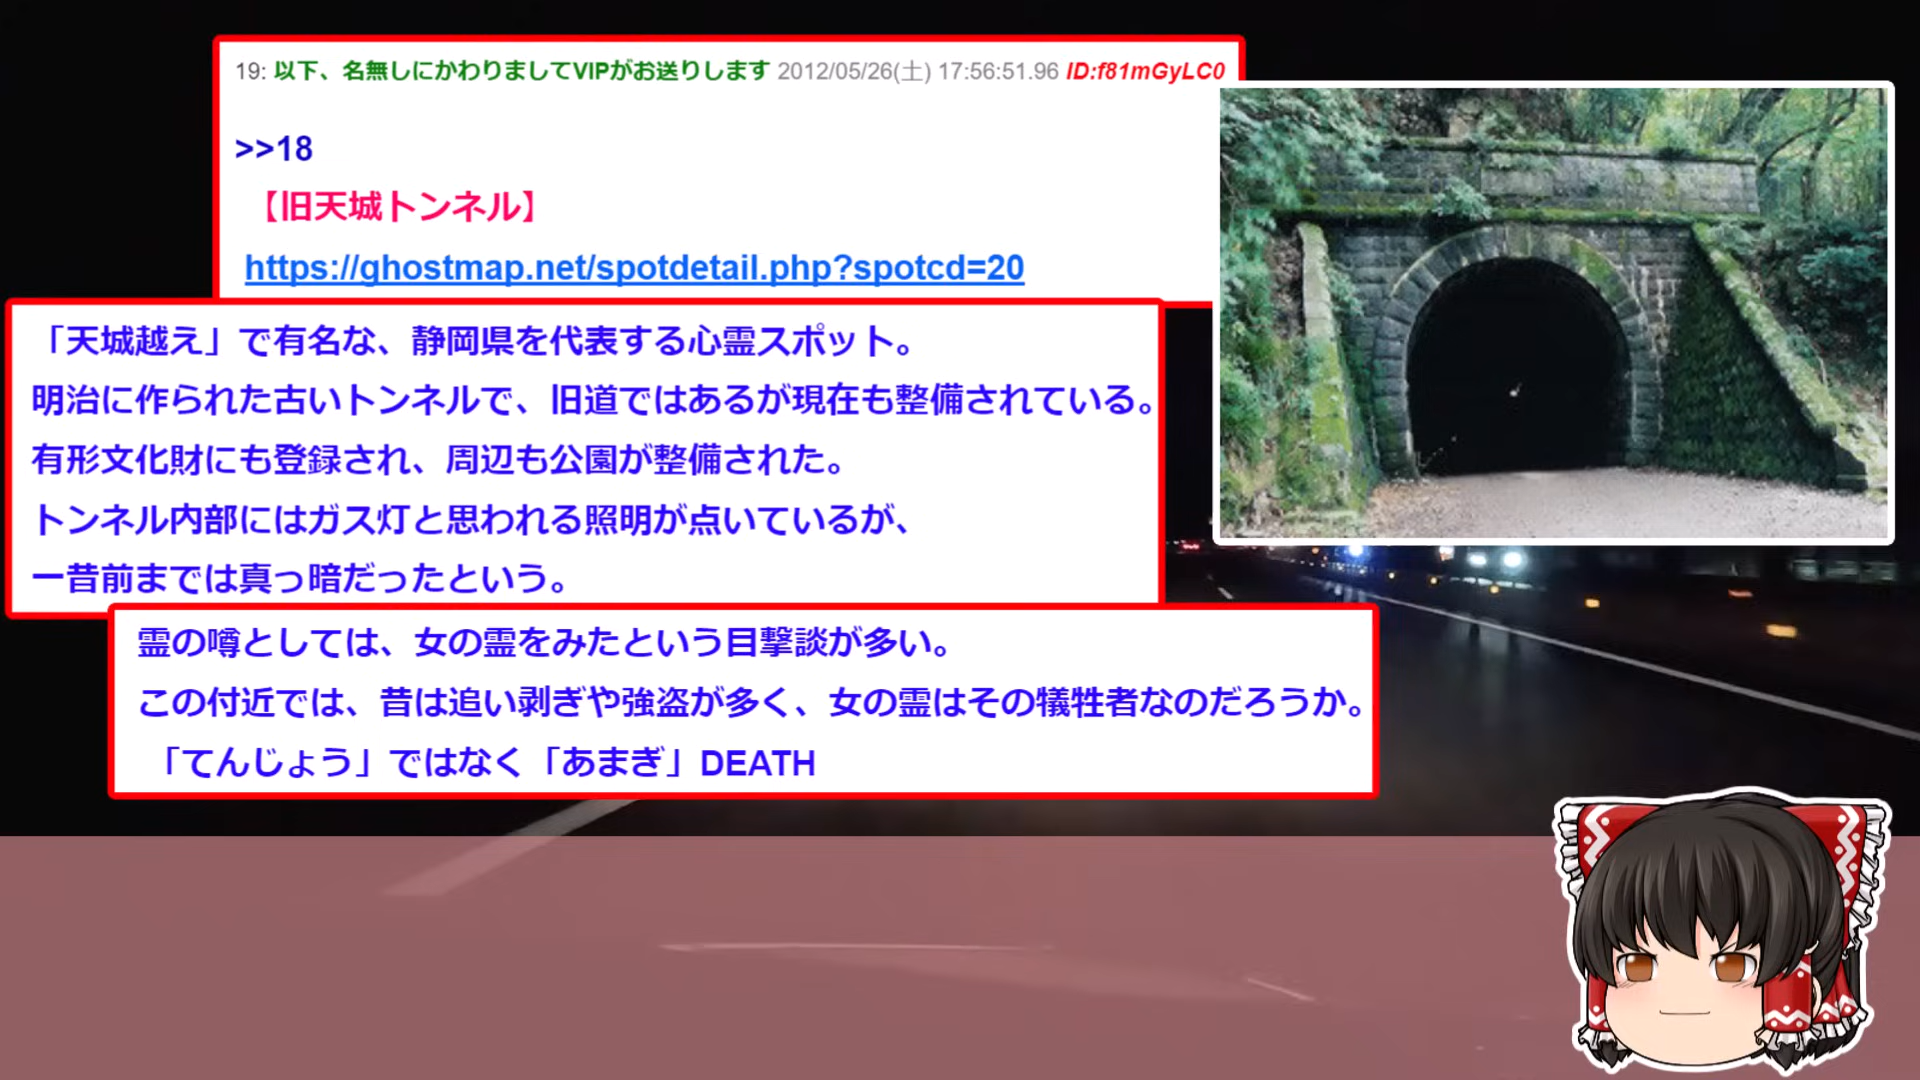 19: 以下、名無しにかわりましてVIPがお送りします 2012/05/26(土) 17:56:51.96 ID:f81mGyLC0
>>18
【旧天城トンネル】
https://ghostmap.net/spotdetail.php?spotcd=20
「天城越え」で有名な、静岡県を代表する心霊スポット。
明治に作られた古いトンネルで、旧道ではあるが現在も整備されている。
有形文化財にも登録され、周辺も公園が整備された。
トンネル内部にはガス灯と思われる照明が点いているが、
一昔前までは真っ暗だったという。
霊の噂としては、女の霊をみたという目撃談が多い。
この付近では、昔は追い剥ぎや強盗が多く、女の霊はその犠牲者なのだろうか。
「てんじょう」ではなく「あまぎ」DEATH